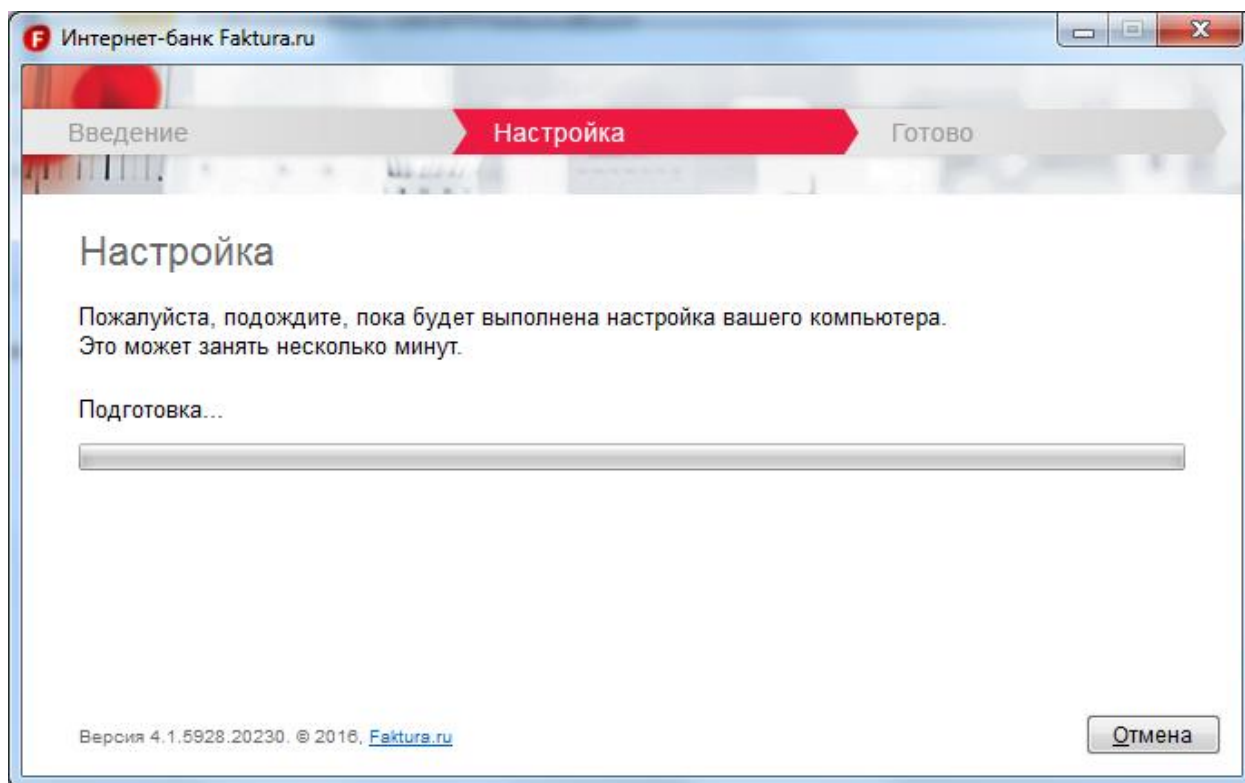 Интернет-банк Faktura.ru
Введение
Настройка
Готово
Настройка
Пожалуйста, подождите, пока будет выполнена настройка вашего компьютера.
Это может занять несколько минут.
Подготовка...
Версия 4.1.5928.20230. © 2016, Faktura.ru
Отмена